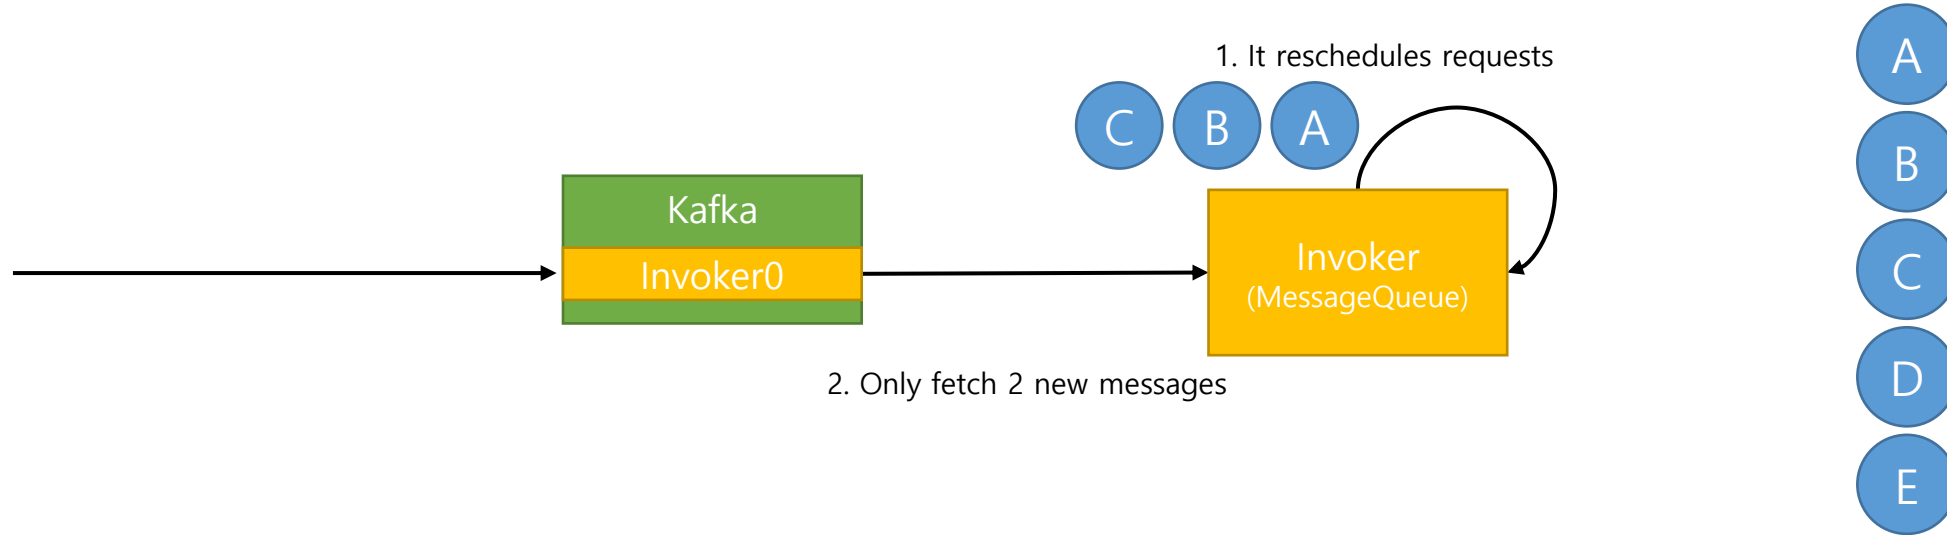 1. It reschedules requests
C B A
Kafka
Invoker0
Invoker
(MessageQueue)
2. Only fetch 2 new messages
A
B
C
D
E